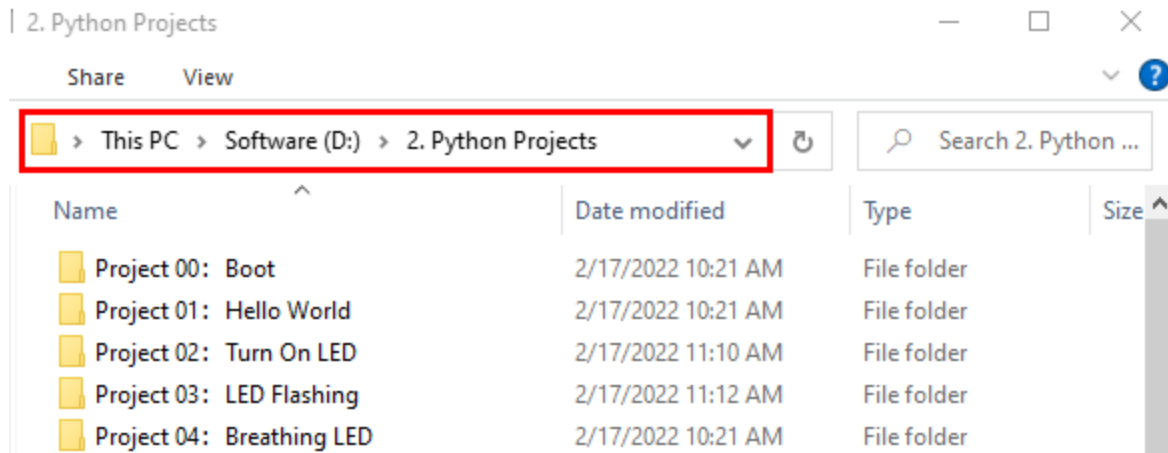 2. Python Projects
Share View
This PC > Software (D:) > 2. Python Projects Search 2. Python ...
Name Date modified Type Size
Project 00：Boot 2/17/2022 10:21 AM File folder
Project 01：Hello World 2/17/2022 10:21 AM File folder
Project 02：Turn On LED 2/17/2022 11:10 AM File folder
Project 03：LED Flashing 2/17/2022 11:12 AM File folder
Project 04：Breathing LED 2/17/2022 10:21 AM File folder